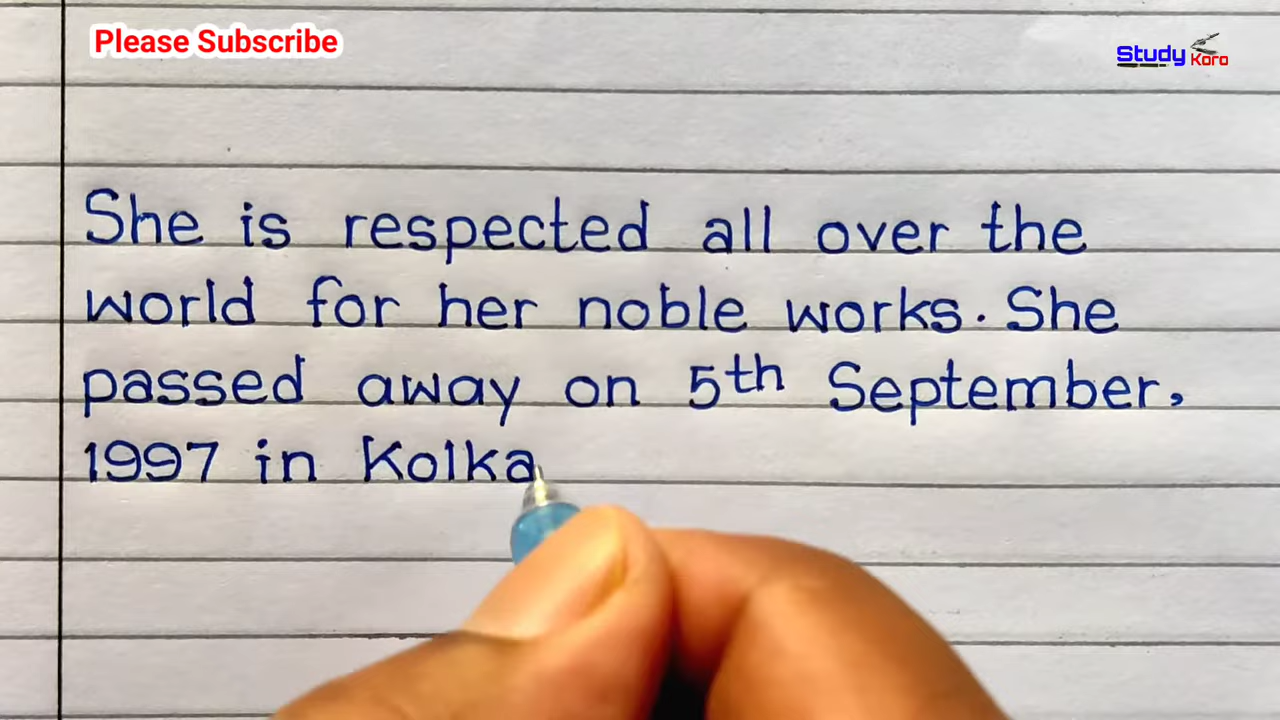 Please Subscribe
Study Koro
She is respected all over the
world for her noble works. She
passed away on 5th September,
1997 in Kolka